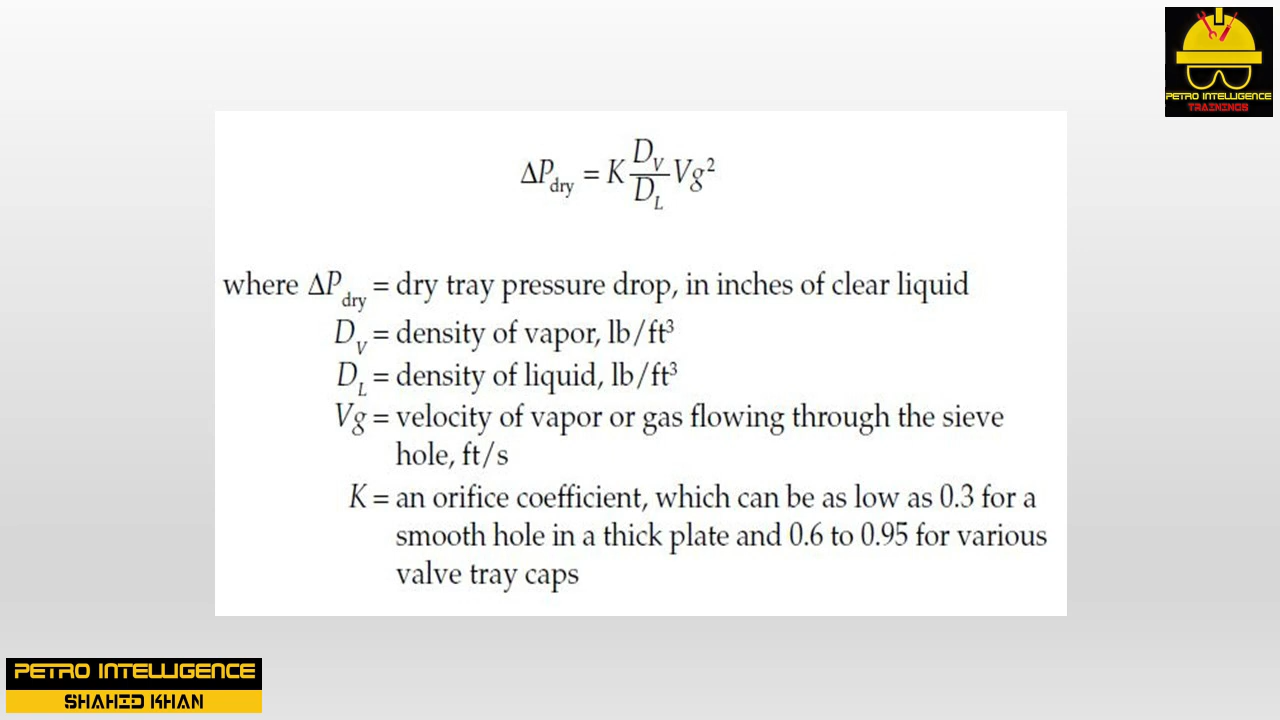 PETRO INTELLIGENCE
TRAININGS
ΔP_dry = K D_V/D_L Vg²
where ΔP_dry = dry tray pressure drop, in inches of clear liquid
D_V = density of vapor, lb/ft³
D_L = density of liquid, lb/ft³
Vg = velocity of vapor or gas flowing through the sieve
hole, ft/s
K = an orifice coefficient, which can be as low as 0.3 for a
smooth hole in a thick plate and 0.6 to 0.95 for various
valve tray caps
PETRO INTELLIGENCE
SHAHID KHAN